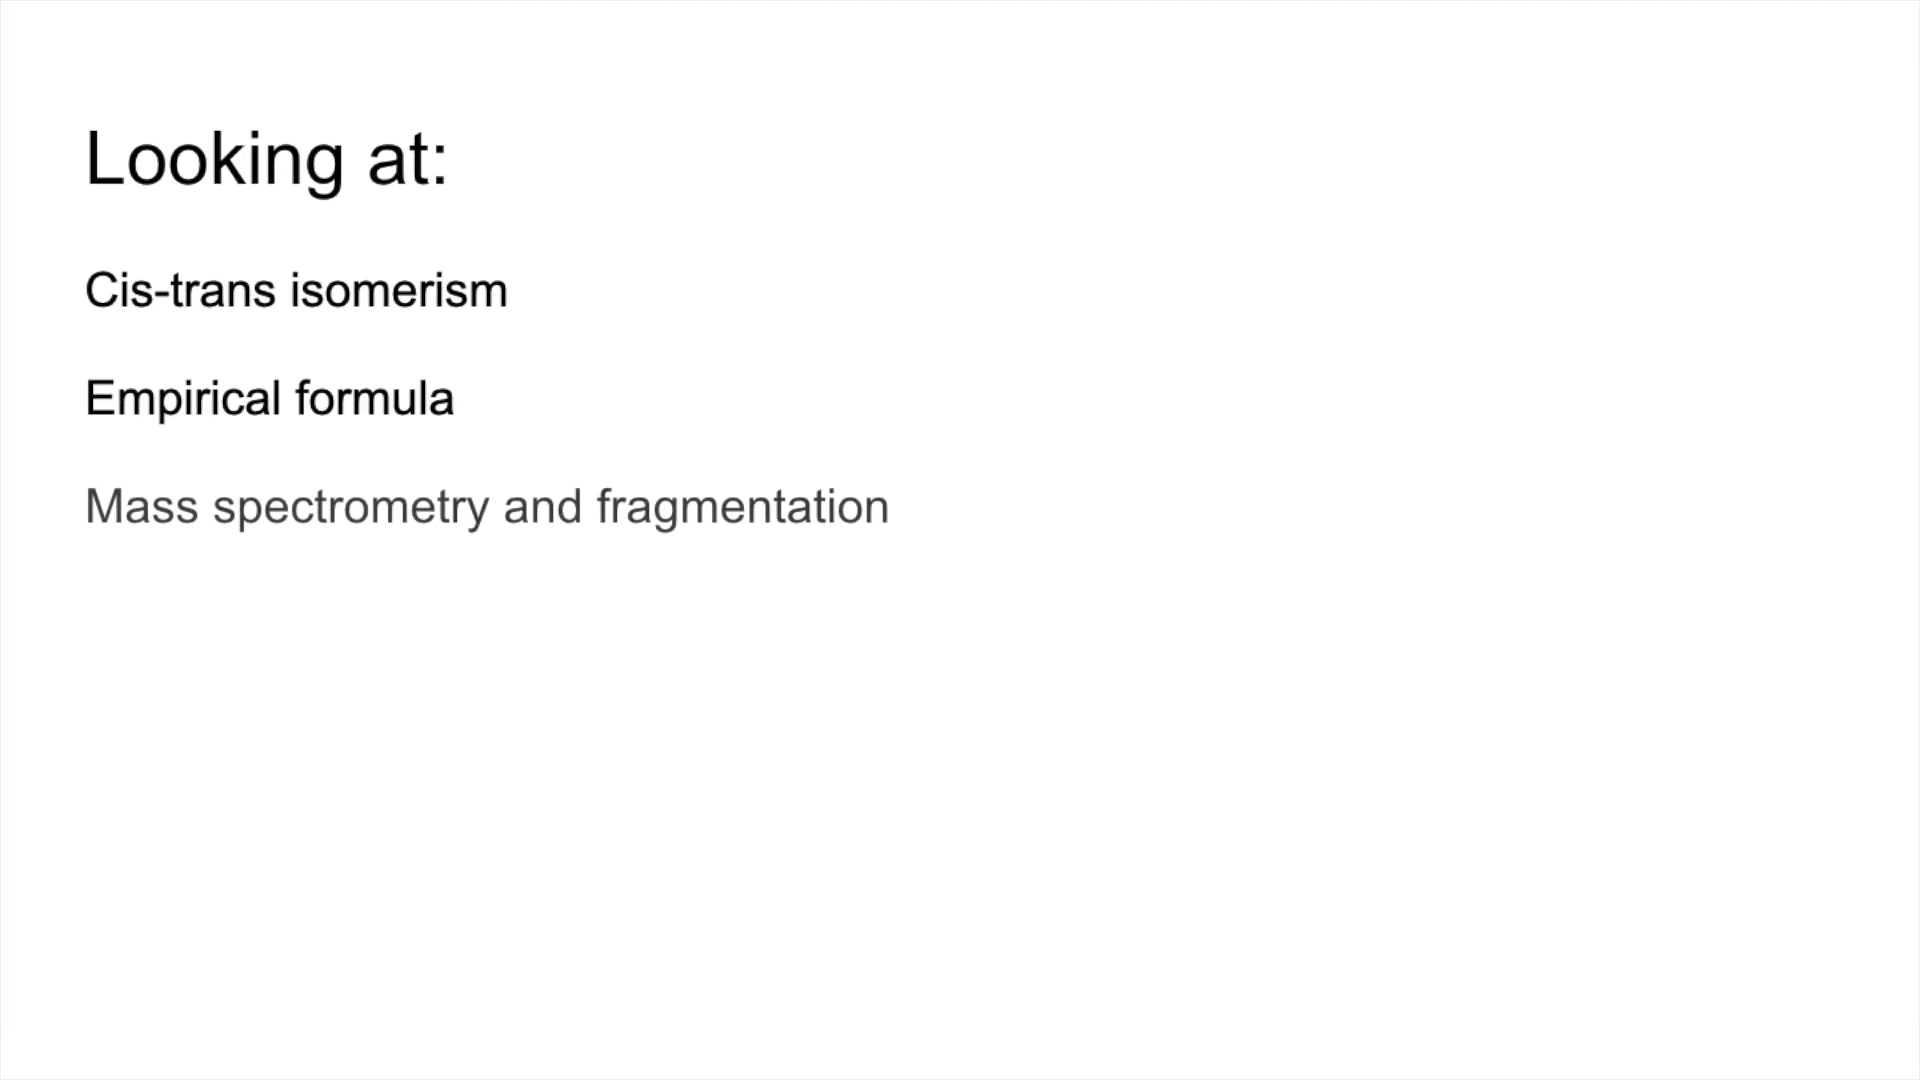 Looking at:
Cis-trans isomerism
Empirical formula
Mass spectrometry and fragmentation